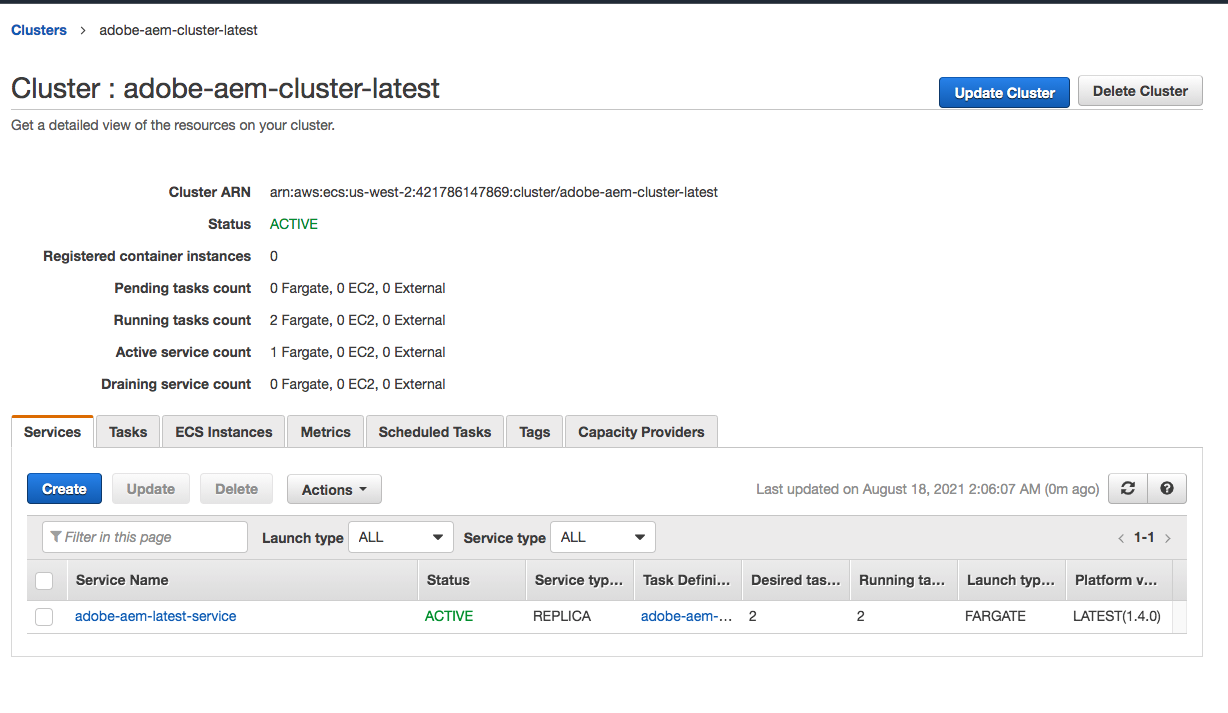 Clusters > adobe-aem-cluster-latest
Cluster : adobe-aem-cluster-latest
Update Cluster Delete Cluster
Get a detailed view of the resources on your cluster.
Cluster ARN arn:aws:ecs:us-west-2:421786147869:cluster/adobe-aem-cluster-latest
Status ACTIVE
Registered container instances 0
Pending tasks count 0 Fargate, 0 EC2, 0 External
Running tasks count 2 Fargate, 0 EC2, 0 External
Active service count 1 Fargate, 0 EC2, 0 External
Draining service count 0 Fargate, 0 EC2, 0 External
Services Tasks ECS Instances Metrics Scheduled Tasks Tags Capacity Providers
Create Update Delete Actions Last updated on August 18, 2021 2:06:07 AM (0m ago) ?
Filter in this page Launch type ALL Service type ALL < 1-1 >
Service Name Status Service typ... Task Defini... Desired tas... Running ta... Launch typ... Platform v...
adobe-aem-latest-service ACTIVE REPLICA adobe-aem-... 2 2 FARGATE LATEST(1.4.0)